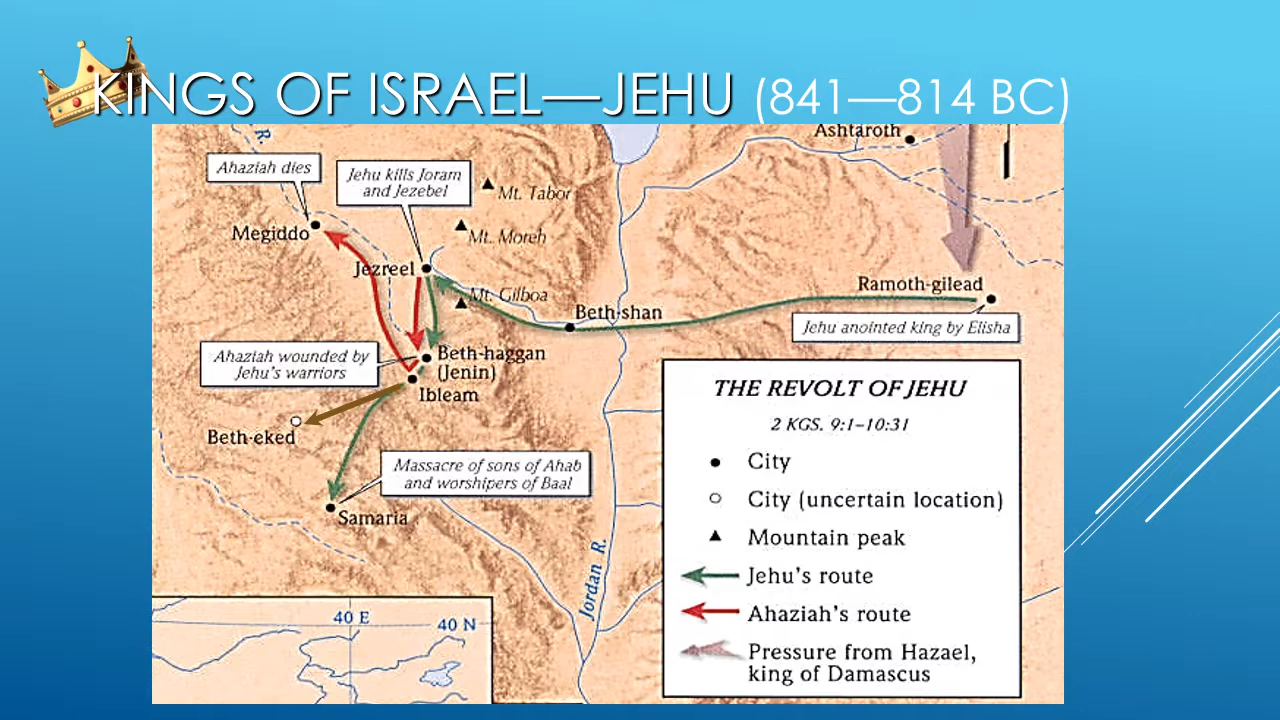 KINGS OF ISRAEL—JEHU (841—814 BC)
R.
Ashtaroth
Ahaziah dies
Jehu kills Joram
and Jezebel
Mt. Tabor
Megiddo
Mt. Moreh
Jezreel
Ramoth-gilead
Mt. Gilboa
Beth-shan
Jehu anointed king by Elisha
Ahaziah wounded by
Jehu's warriors
Beth-haggan
(Jenin)
Ibleam
Beth-eked
Massacre of sons of Ahab
and worshipers of Baal
Samaria
Jordan R.
40 E
40 N
THE REVOLT OF JEHU
2 KGS. 9:1–10:31
City
City (uncertain location)
Mountain peak
Jehu's route
Ahaziah's route
Pressure from Hazael,
king of Damascus